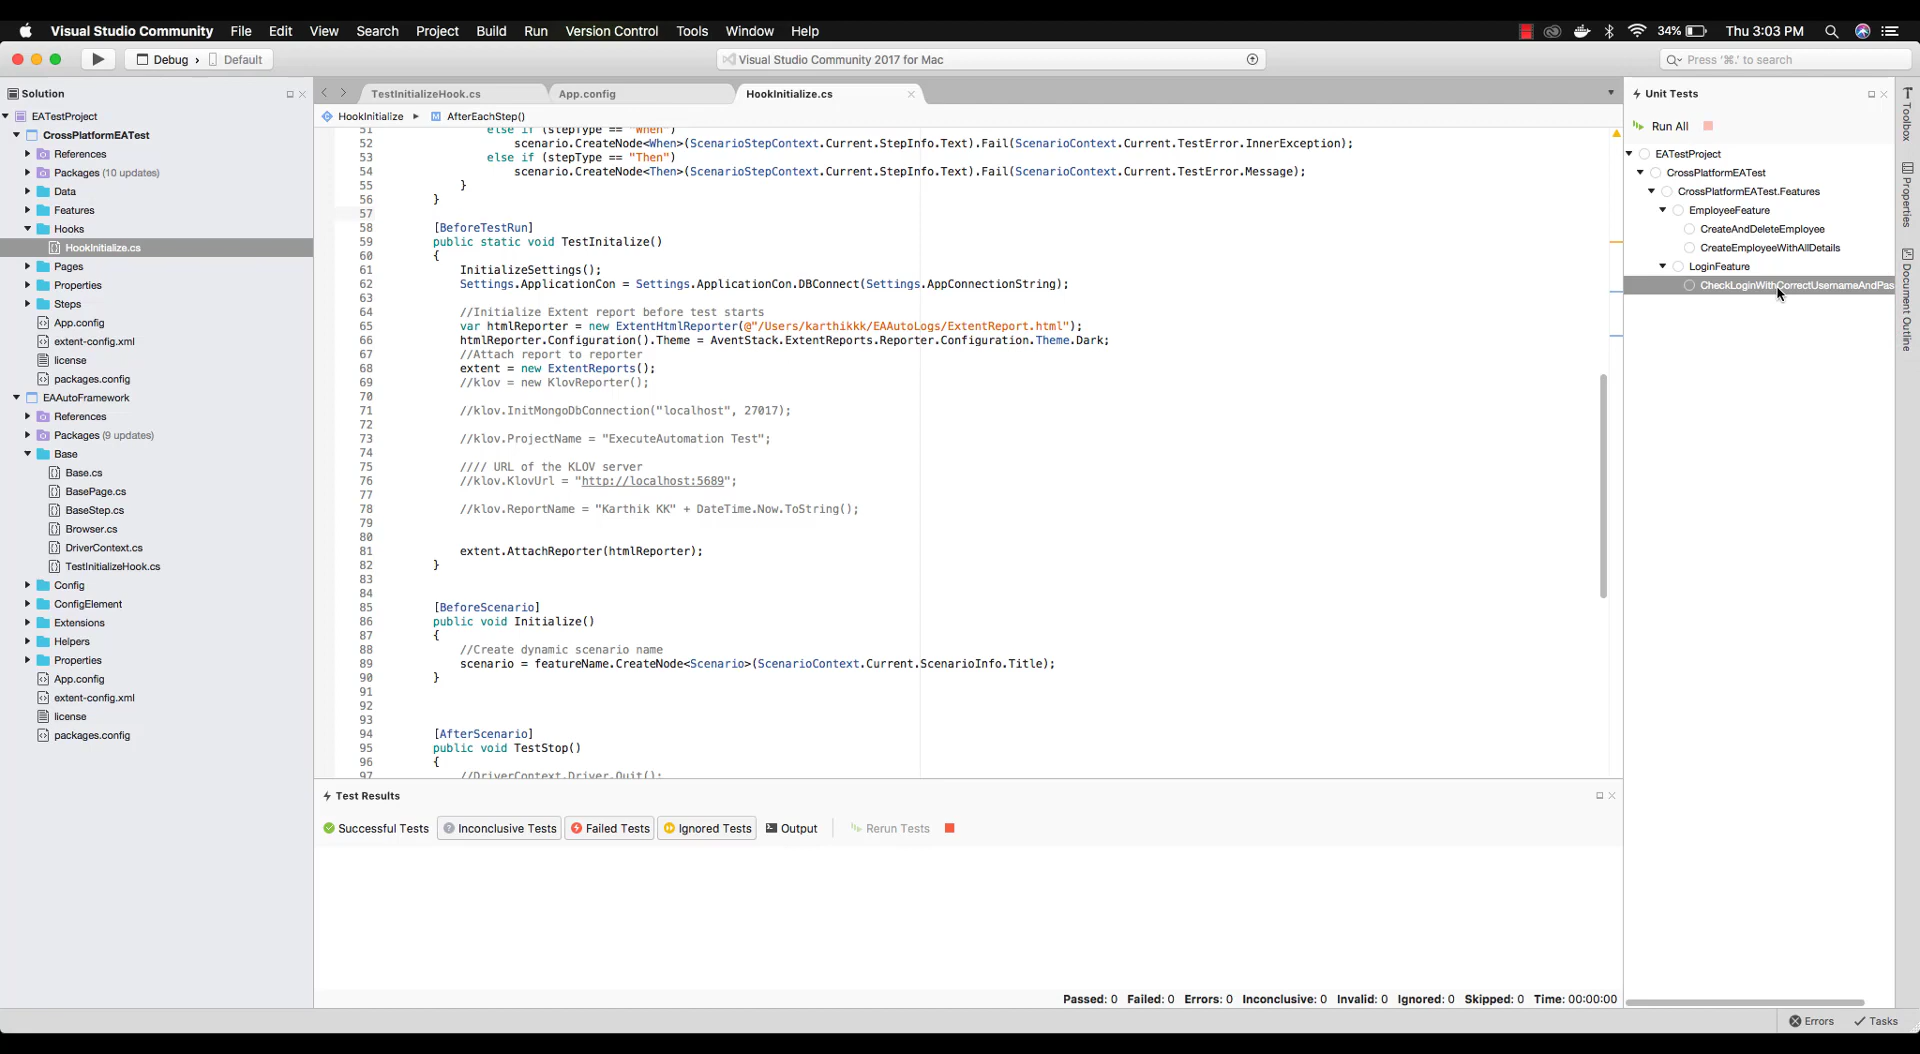 Visual Studio Community File Edit View Search Project Build Run Version Control Tools Window Help 34% Thu 3:03 PM
Debug › Default Visual Studio Community 2017 for Mac Press '⌘.' to search
Solution
EATestProject
CrossPlatformEATest
References
Packages (10 updates)
Data
Features
Hooks
HookInitialize.cs
Pages
Properties
Steps
App.config
extent-config.xml
license
packages.config
EAAutoFramework
References
Packages (9 updates)
Base
Base.cs
BasePage.cs
BaseStep.cs
Browser.cs
DriverContext.cs
TestInitializeHook.cs
Config
ConfigElement
Extensions
Helpers
Properties
App.config
extent-config.xml
license
packages.config
TestInitializeHook.cs App.config HookInitialize.cs
HookInitialize AfterEachStep()
51 else if (stepType == "When")
52 scenario.CreateNode<When>(ScenarioStepContext.Current.StepInfo.Text).Fail(ScenarioContext.Current.TestError.InnerException);
53 else if (stepType == "Then")
54 scenario.CreateNode<Then>(ScenarioStepContext.Current.StepInfo.Text).Fail(ScenarioContext.Current.TestError.Message);
55 }
56 }
57
58 [BeforeTestRun]
59 public static void TestInitalize()
60 {
61 InitializeSettings();
62 Settings.ApplicationCon = Settings.ApplicationCon.DBConnect(Settings.AppConnectionString);
63
64 //Initialize Extent report before test starts
65 var htmlReporter = new ExtentHtmlReporter(@"/Users/karthikkk/EAAutoLogs/ExtentReport.html");
66 htmlReporter.Configuration().Theme = AventStack.ExtentReports.Reporter.Configuration.Theme.Dark;
67 //Attach report to reporter
68 extent = new ExtentReports();
69 //klov = new KlovReporter();
70
71 //klov.InitMongoDbConnection("localhost", 27017);
72
73 //klov.ProjectName = "ExecuteAutomation Test";
74
75 //// URL of the KLOV server
76 //klov.KlovUrl = "http://localhost:5689";
77
78 //klov.ReportName = "Karthik KK" + DateTime.Now.ToString();
79
80
81 extent.AttachReporter(htmlReporter);
82 }
83
84
85 [BeforeScenario]
86 public void Initialize()
87 {
88 //Create dynamic scenario name
89 scenario = featureName.CreateNode<Scenario>(ScenarioContext.Current.ScenarioInfo.Title);
90 }
91
92
93
94 [AfterScenario]
95 public void TestStop()
96 {
97 //DriverContext.Driver.Quit();
Test Results
Successful Tests Inconclusive Tests Failed Tests Ignored Tests Output Rerun Tests
Passed: 0 Failed: 0 Errors: 0 Inconclusive: 0 Invalid: 0 Ignored: 0 Skipped: 0 Time: 00:00:00
Unit Tests
Run All
EATestProject
CrossPlatformEATest
CrossPlatformEATest.Features
EmployeeFeature
CreateAndDeleteEmployee
CreateEmployeeWithAllDetails
LoginFeature
CheckLoginWithCorrectUsernameAndPas
Toolbox
Properties
Document Outline
Errors Tasks